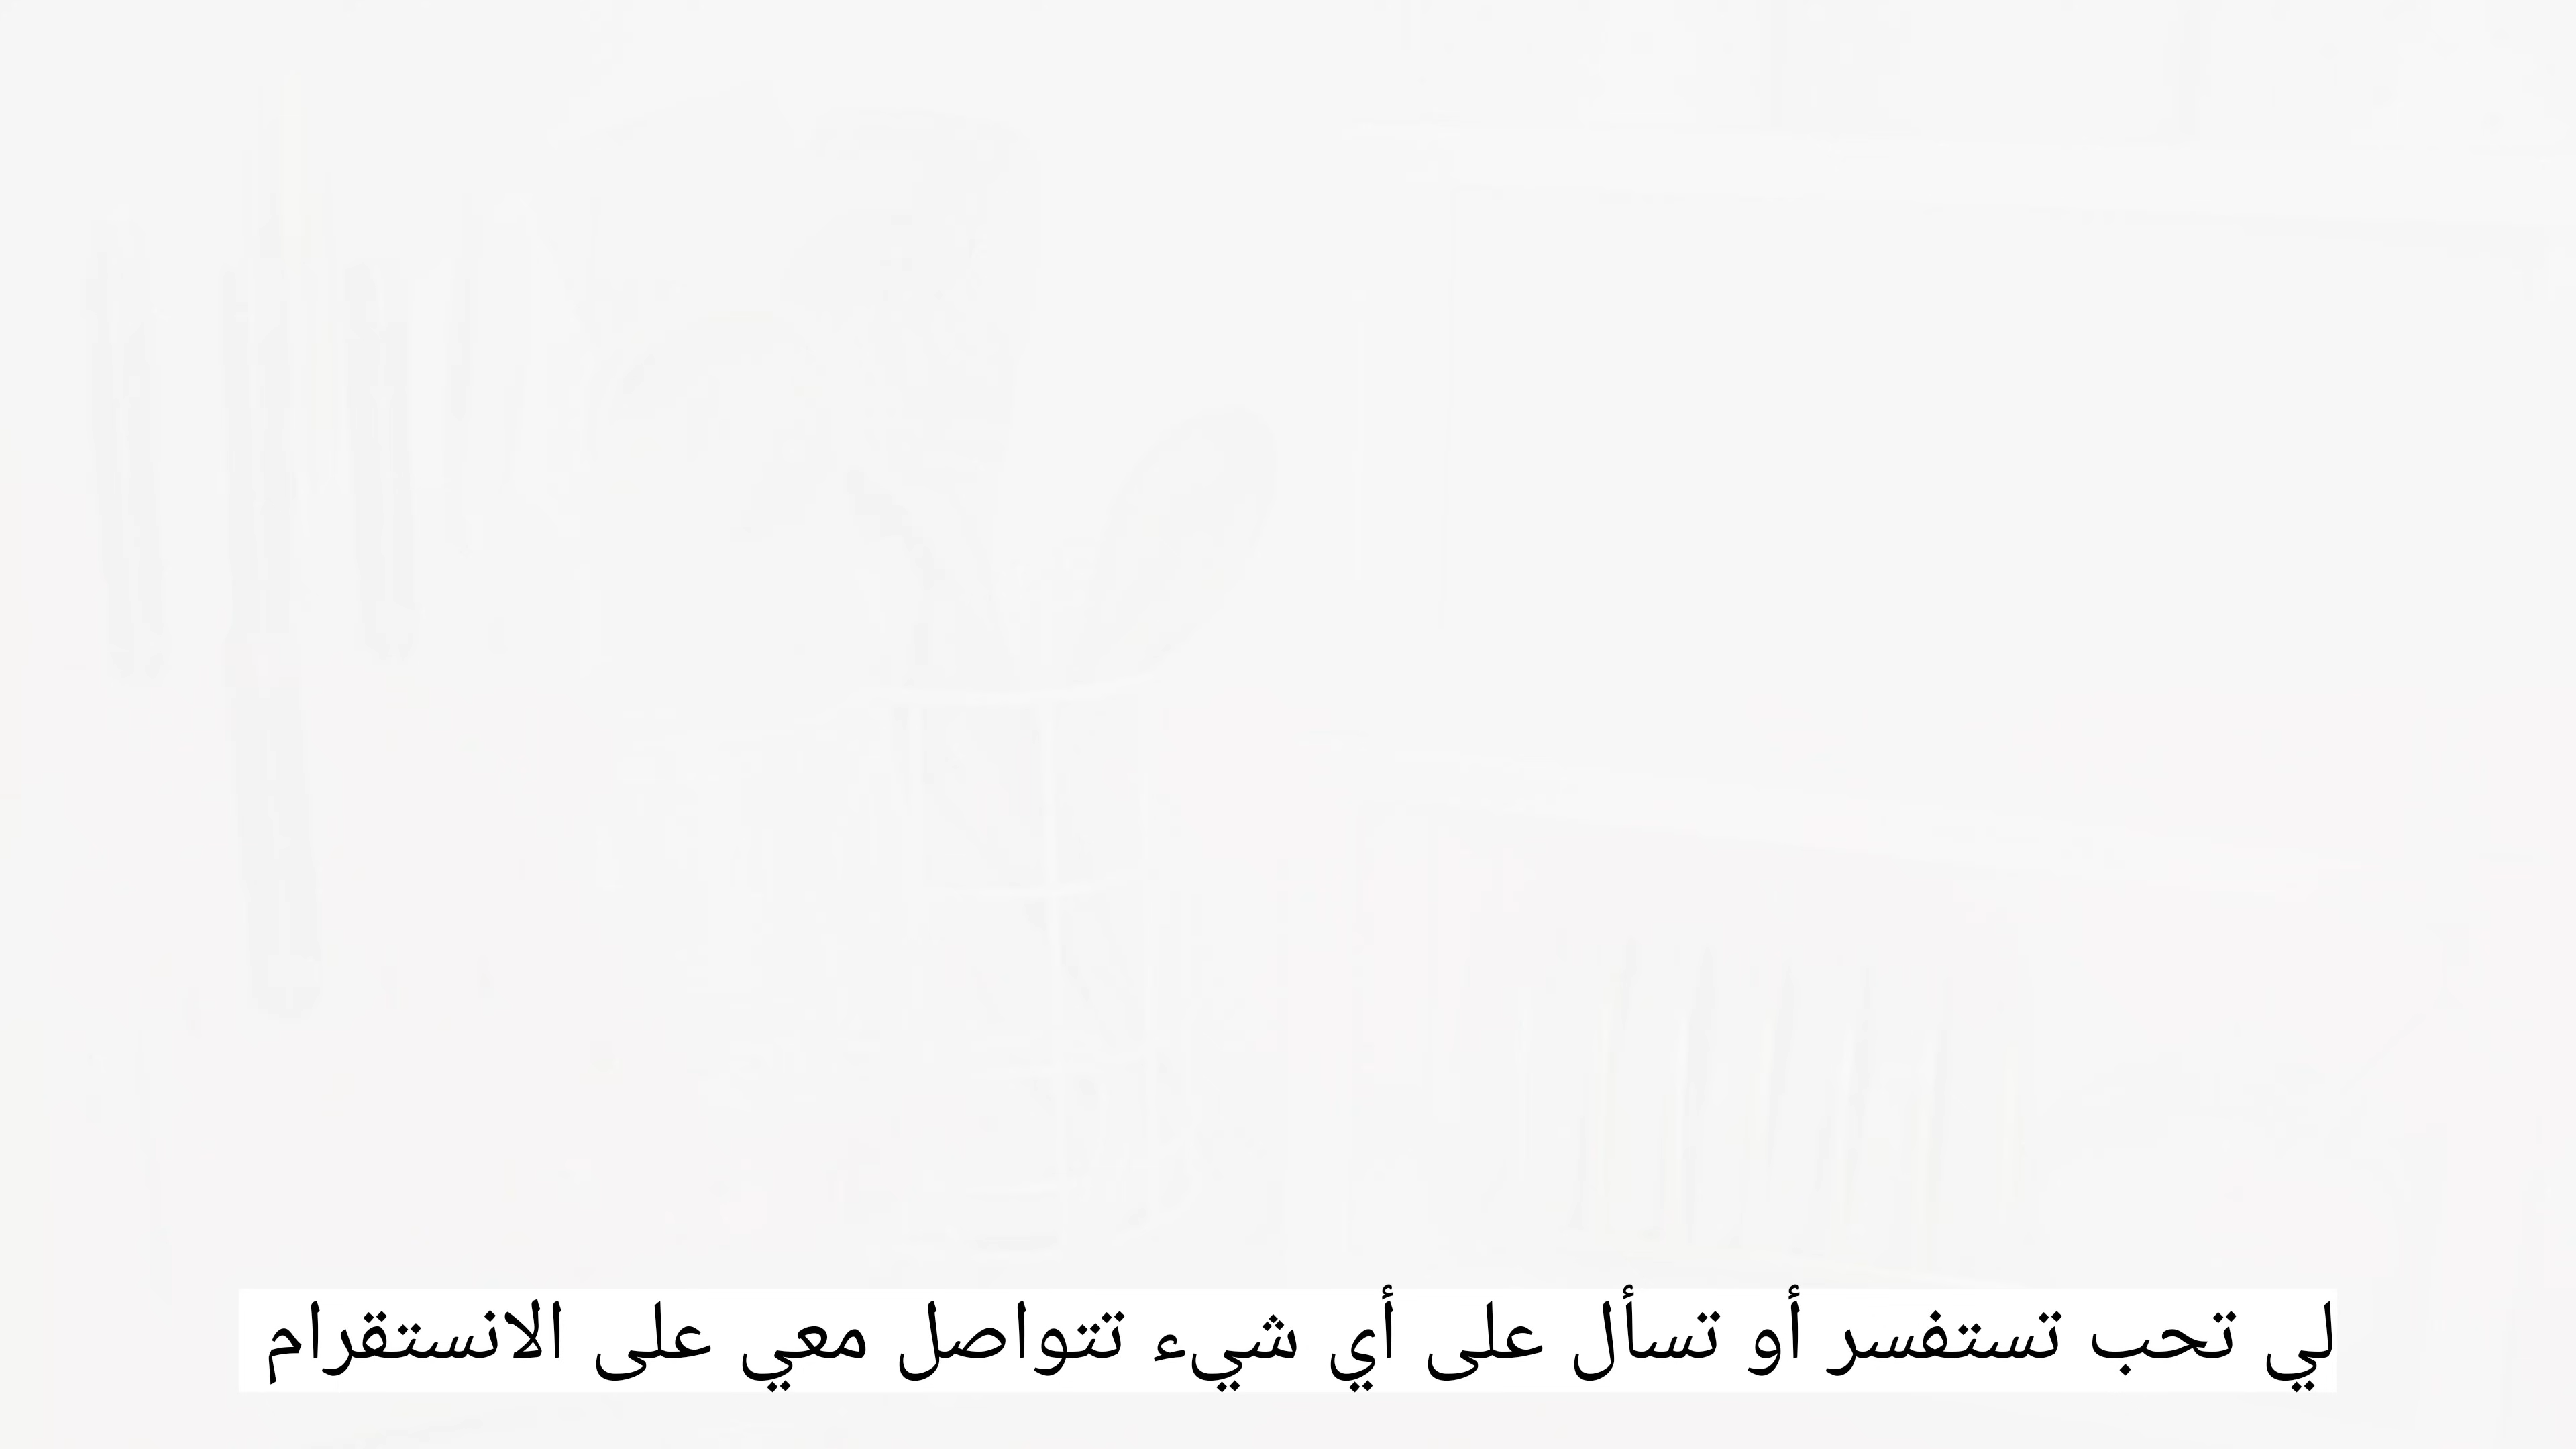 لي تحب تستفسر أو تسأل على أي شيء تتواصل معي على الانستقرام